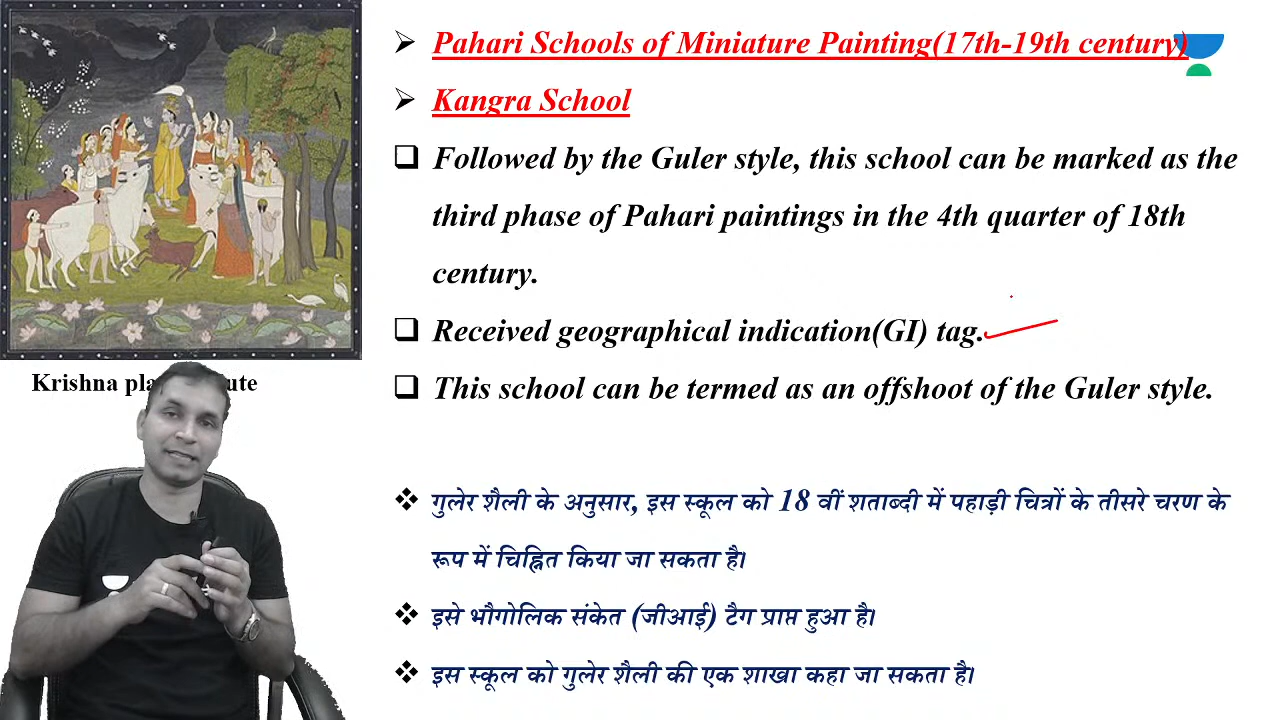 Pahari Schools of Miniature Painting(17th-19th century)
Kangra School
Followed by the Guler style, this school can be marked as the
third phase of Pahari paintings in the 4th quarter of 18th
century.
Received geographical indication(GI) tag.
This school can be termed as an offshoot of the Guler style.
Krishna
गुलेर शैली के अनुसार, इस स्कूल को 18 वीं शताब्दी में पहाड़ी चित्रों के तीसरे चरण के
रूप में चिह्नित किया जा सकता है।
इसे भौगोलिक संकेत (जीआई) टैग प्राप्त हुआ है।
इस स्कूल को गुलेर शैली की एक शाखा कहा जा सकता है।